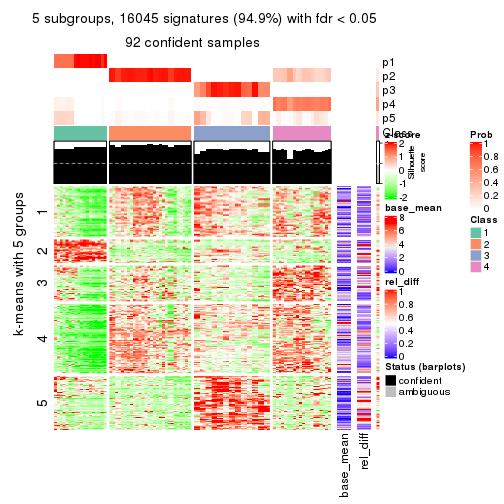 5 subgroups, 16045 signatures (94.9%) with fdr < 0.05
92 confident samples
p1
p2
p3
p4
p5
Class
Silhouette
score
k-means with 5 groups
1
2
3
4
5
base_mean
rel_diff
z-score
2
1
0
-1
-2
base_mean
8
6
4
2
0
rel_diff
1
0.8
0.6
0.4
0.2
0
Status (barplots)
confident
ambiguous
Prob
1
0.8
0.6
0.4
0.2
0
Class
1
2
3
4